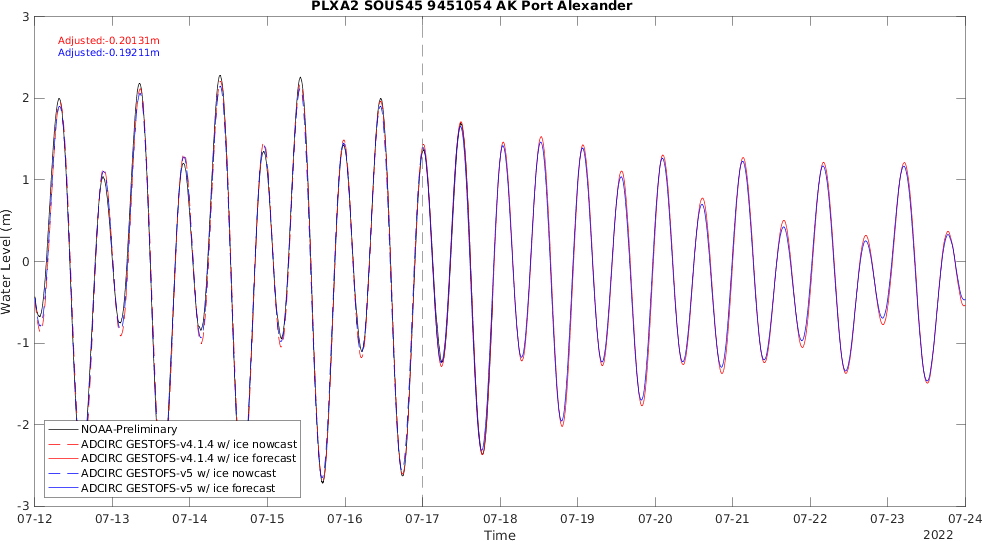 PLXA2 SOUS45 9451054 AK Port Alexander
3
Adjusted:-0.20131m
Adjusted:-0.19211m
2
1
0
-1
-2
-3
Water Level (m)
NOAA-Preliminary
ADCIRC GESTOFS-v4.1.4 w/ ice nowcast
ADCIRC GESTOFS-v4.1.4 w/ ice forecast
ADCIRC GESTOFS-v5 w/ ice nowcast
ADCIRC GESTOFS-v5 w/ ice forecast
07-12 07-13 07-14 07-15 07-16 07-17 07-18 07-19 07-20 07-21 07-22 07-23 07-24
Time
2022